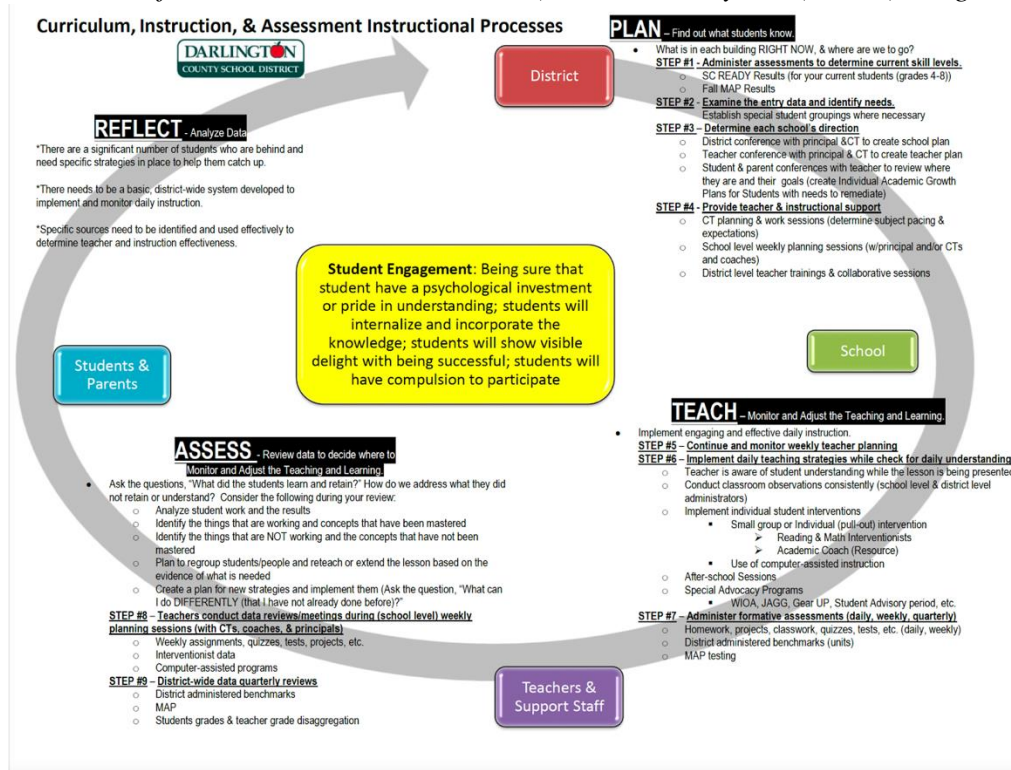 Curriculum, Instruction, & Assessment Instructional Processes
DARLINGTON
COUNTY SCHOOL DISTRICT
District
PLAN – Find out what students know.
• What is in each building RIGHT NOW, & where are we to go?
STEP #1 - Administer assessments to determine current skill levels.
o SC READY Results (for your current students (grades 4-8))
o Fall MAP Results
STEP #2 - Examine the entry data and identify needs.
Establish special student groupings where necessary
STEP #3 – Determine each school's direction
o District conference with principal &CT to create school plan
o Teacher conference with principal & CT to create teacher plan
o Student & parent conferences with teacher to review where
they are and their goals (create Individual Academic Growth
Plans for Students with needs to remediate)
STEP #4 - Provide teacher & instructional support
o CT planning & work sessions (determine subject pacing &
expectations)
o School level weekly planning sessions (w/principal and/or CTs
and coaches)
o District level teacher trainings & collaborative sessions
School
TEACH – Monitor and Adjust the Teaching and Learning.
• Implement engaging and effective daily instruction.
STEP #5 – Continue and monitor weekly teacher planning
STEP #6 – Implement daily teaching strategies while check for daily understanding
o Teacher is aware of student understanding while the lesson is being presented
o Conduct classroom observations consistently (school level & district level
administrators)
o Implement individual student interventions
▪ Small group or Individual (pull-out) intervention
➢ Reading & Math Interventionists
➢ Academic Coach (Resource)
▪ Use of computer-assisted instruction
o After-school Sessions
o Special Advocacy Programs
▪ WIOA, JAGG, Gear UP, Student Advisory period, etc.
STEP #7 – Administer formative assessments (daily, weekly, quarterly)
o Homework, projects, classwork, quizzes, tests, etc. (daily, weekly)
o District administered benchmarks (units)
o MAP testing
Teachers &
Support Staff
ASSESS - Review data to decide where to
Monitor and Adjust the Teaching and Learning.
• Ask the questions, "What did the students learn and retain?" How do we address what they did
not retain or understand? Consider the following during your review:
o Analyze student work and the results
o Identify the things that are working and concepts that have been mastered
o Identify the things that are NOT working and the concepts that have not been
mastered
o Plan to regroup students/people and reteach or extend the lesson based on the
evidence of what is needed
o Create a plan for new strategies and implement them (Ask the question, "What can
I do DIFFERENTLY (that I have not already done before)?"
STEP #8 – Teachers conduct data reviews/meetings during (school level) weekly
planning sessions (with CTs, coaches, & principals)
o Weekly assignments, quizzes, tests, projects, etc.
o Interventionist data
o Computer-assisted programs
STEP #9 – District-wide data quarterly reviews
o District administered benchmarks
o MAP
o Students grades & teacher grade disaggregation
Students &
Parents
REFLECT - Analyze Data
*There are a significant number of students who are behind and
need specific strategies in place to help them catch up.
*There needs to be a basic, district-wide system developed to
implement and monitor daily instruction.
*Specific sources need to be identified and used effectively to
determine teacher and instruction effectiveness.
Student Engagement: Being sure that
student have a psychological investment
or pride in understanding; students will
internalize and incorporate the
knowledge; students will show visible
delight with being successful; students will
have compulsion to participate